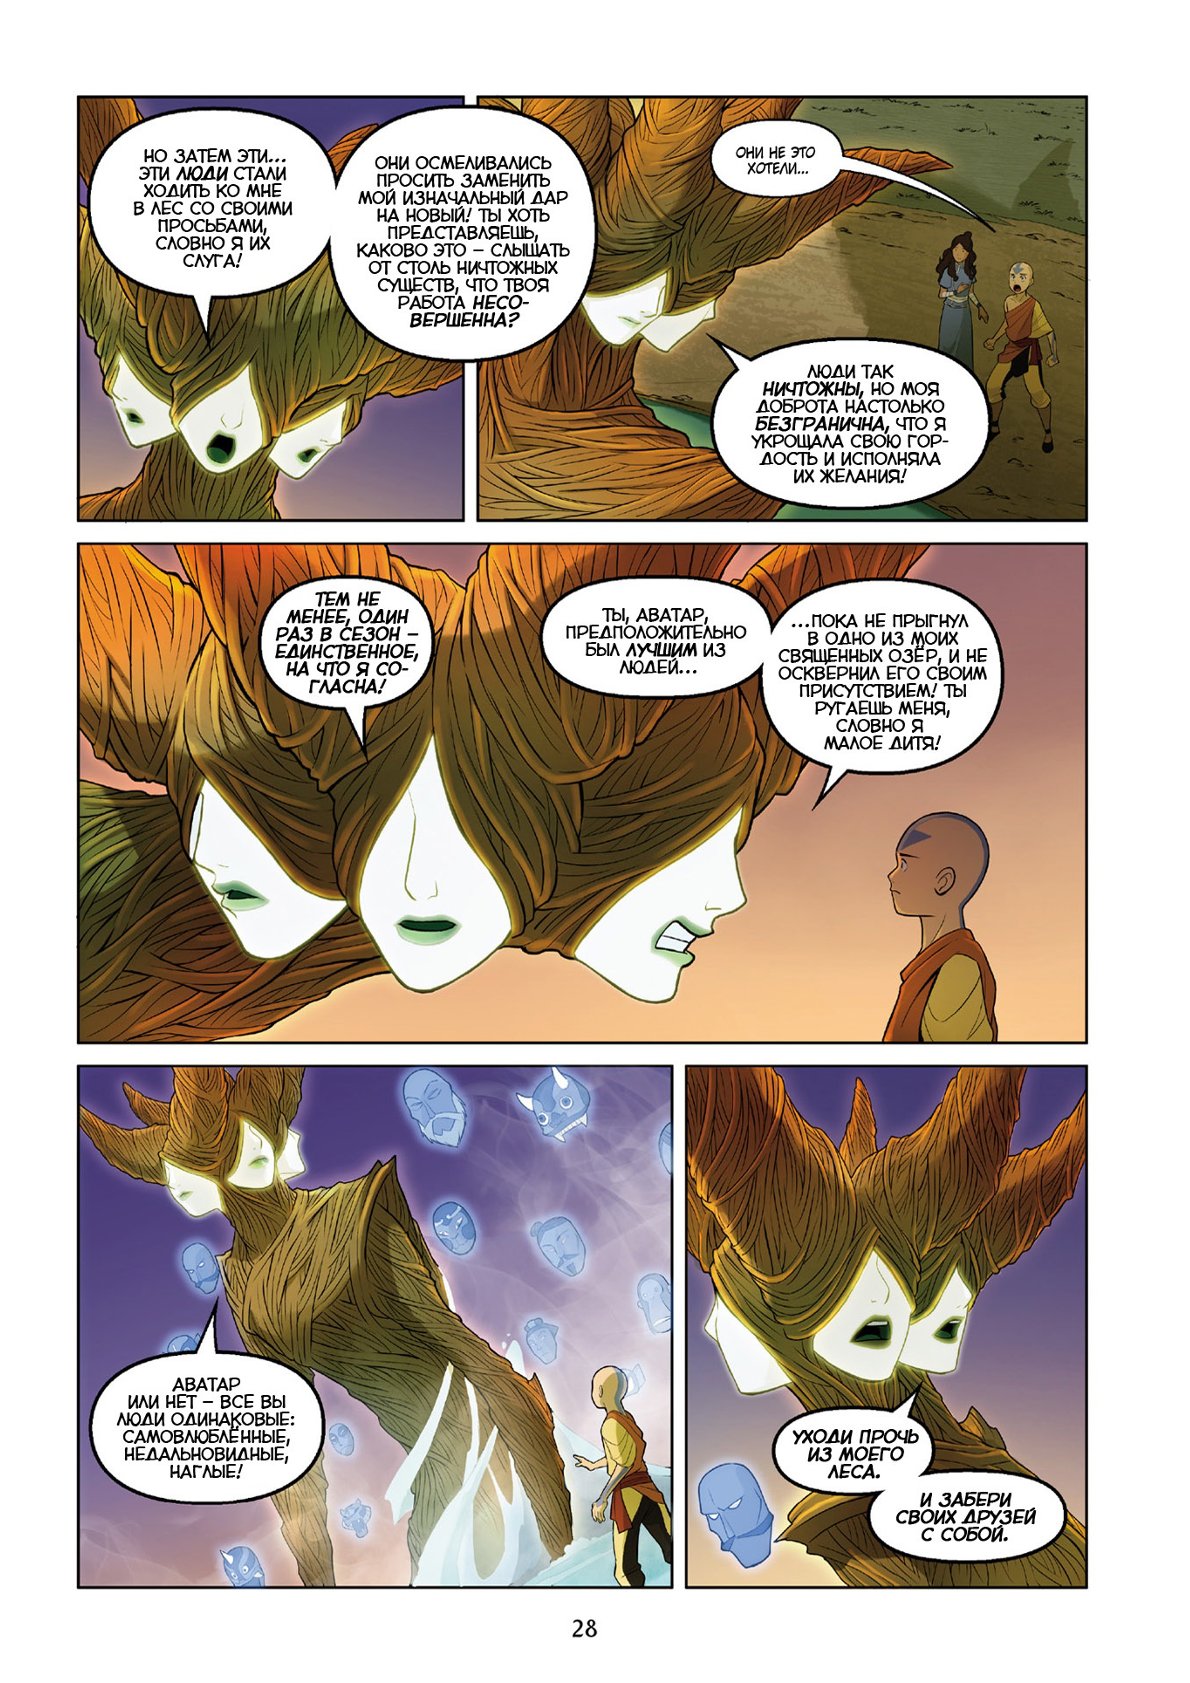 НО ЗАТЕМ ЭТИ...
ЭТИ ЛЮДИ СТАЛИ
ХОДИТЬ КО МНЕ
В ЛЕС СО СВОИМИ
ПРОСЬБАМИ,
СЛОВНО Я ИХ
СЛУГА!
ОНИ ОСМЕЛИВАЛИСЬ
ПРОСИТЬ ЗАМЕНИТЬ
МОЙ ИЗНАЧАЛЬНЫЙ ДАР
НА НОВЫЙ! ТЫ ХОТЬ
ПРЕДСТАВЛЯЕШЬ,
КАКОВО ЭТО – СЛЫШАТЬ
ОТ СТОЛЬ НИЧТОЖНЫХ
СУЩЕСТВ, ЧТО ТВОЯ
РАБОТА НЕСО-
ВЕРШЕННА?
ОНИ НЕ ЭТО
ХОТЕЛИ...
ЛЮДИ ТАК
НИЧТОЖНЫ, НО МОЯ
ДОБРОТА НАСТОЛЬКО
БЕЗГРАНИЧНА, ЧТО Я
УКРОЩАЛА СВОЮ ГОР-
ДОСТЬ И ИСПОЛНЯЛА
ИХ ЖЕЛАНИЯ!
ТЕМ НЕ
МЕНЕЕ, ОДИН
РАЗ В СЕЗОН –
ЕДИНСТВЕННОЕ,
НА ЧТО Я СО-
ГЛАСНА!
ТЫ, АВАТАР,
ПРЕДПОЛОЖИТЕЛЬНО
БЫЛ ЛУЧШИМ ИЗ
ЛЮДЕЙ...
...ПОКА НЕ ПРЫГНУЛ
В ОДНО ИЗ МОИХ
СВЯЩЕННЫХ ОЗЁР, И НЕ
ОСКВЕРНИЛ ЕГО СВОИМ
ПРИСУТСТВИЕМ! ТЫ
РУГАЕШЬ МЕНЯ,
СЛОВНО Я
МАЛОЕ ДИТЯ!
АВАТАР
ИЛИ НЕТ – ВСЕ ВЫ
ЛЮДИ ОДИНАКОВЫЕ:
САМОВЛЮБЛЁННЫЕ,
НЕДАЛЬНОВИДНЫЕ,
НАГЛЫЕ!
УХОДИ ПРОЧЬ
ИЗ МОЕГО
ЛЕСА.
И ЗАБЕРИ
СВОИХ ДРУЗЕЙ
С СОБОЙ.
28